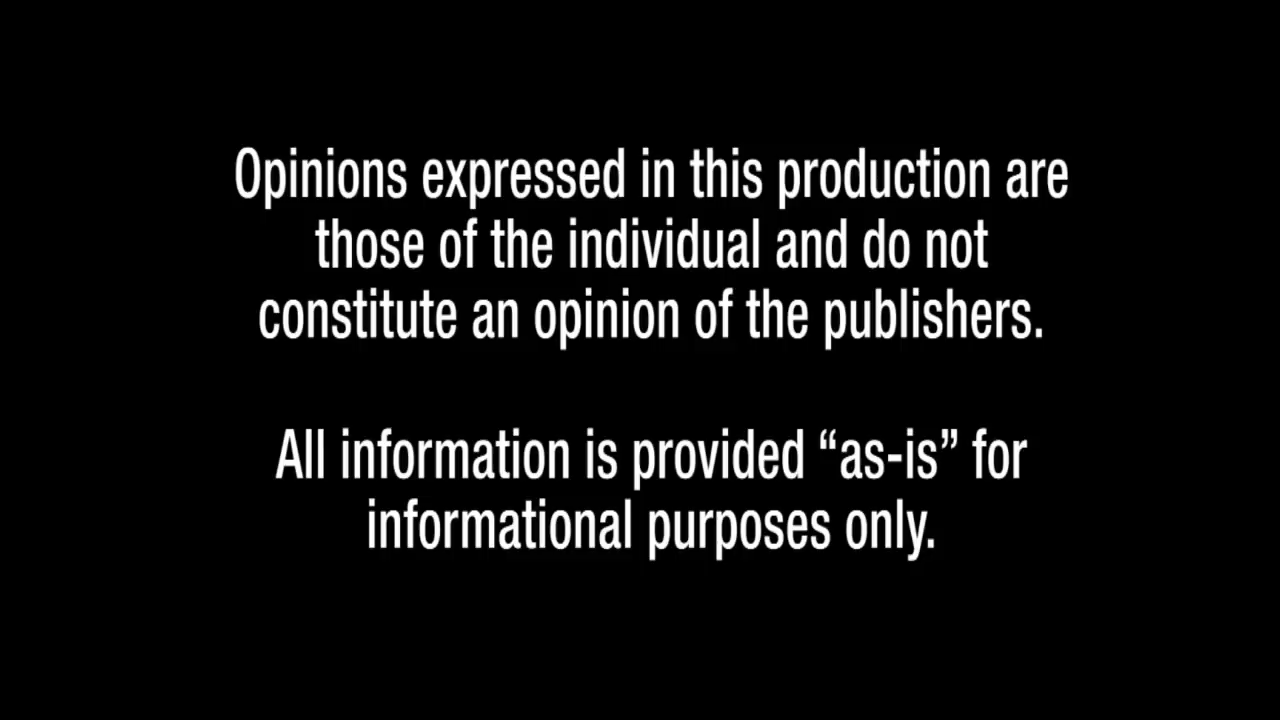 Opinions expressed in this production are
those of the individual and do not
constitute an opinion of the publishers.
All information is provided “as-is” for
informational purposes only.